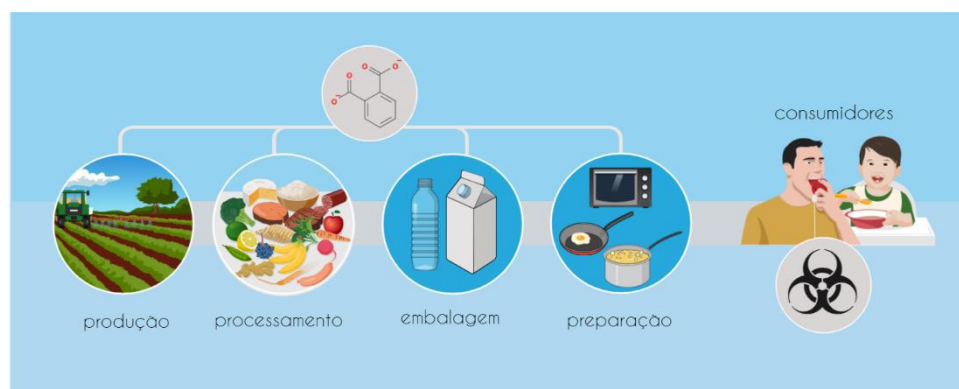 consumidores
produção
processamento
embalagem
preparação
O
O
O⁻
O⁻